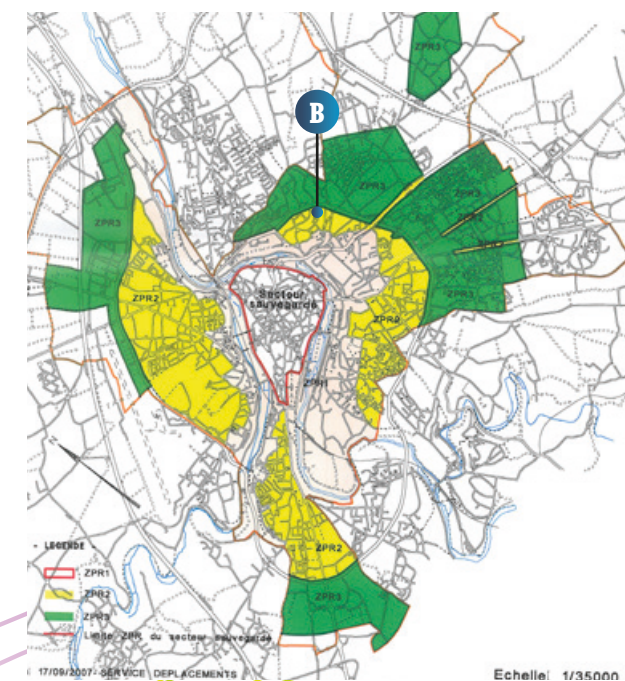 ZPR3
B
ZPR3
ZPR3
ZPR3
ZPR2
ZPR3
ZPR2
Secteur
sauvegardé
ZPR2
ZPR1
ZPR2
ZPR3
N
- LEGENDE -
ZPR1
ZPR2
ZPR3
Limite ZPR du secteur sauvegardé
17/09/2007- SERVICE DEPLACEMENTS
Echelle: 1/35000